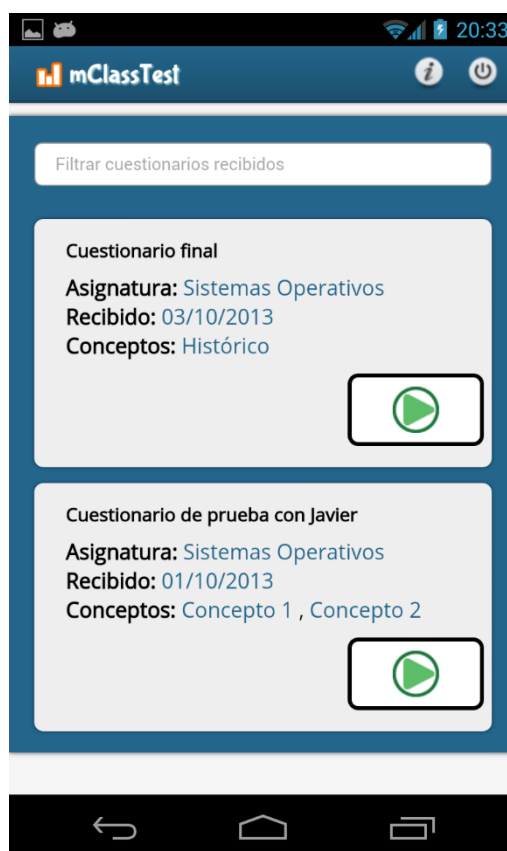 20:33
mClassTest
Filtrar cuestionarios recibidos
Cuestionario final
Asignatura: Sistemas Operativos
Recibido: 03/10/2013
Conceptos: Histórico
Cuestionario de prueba con Javier
Asignatura: Sistemas Operativos
Recibido: 01/10/2013
Conceptos: Concepto 1 , Concepto 2